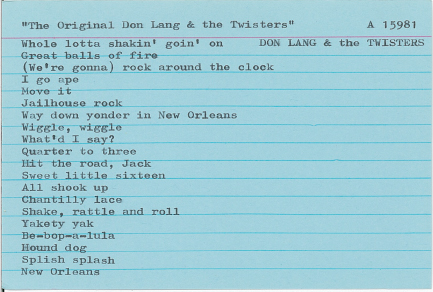 "The Original Don Lang & the Twisters" A 15981
Whole lotta shakin' goin' on DON LANG & the TWISTERS
Great balls of fire
(We're gonna) rock around the clock
I go ape
Move it
Jailhouse rock
Way down yonder in New Orleans
Wiggle, wiggle
What'd I say?
Quarter to three
Hit the road, Jack
Sweet little sixteen
All shook up
Chantilly lace
Shake, rattle and roll
Yakety yak
Be-bop-a-lula
Hound dog
Splish splash
New Orleans